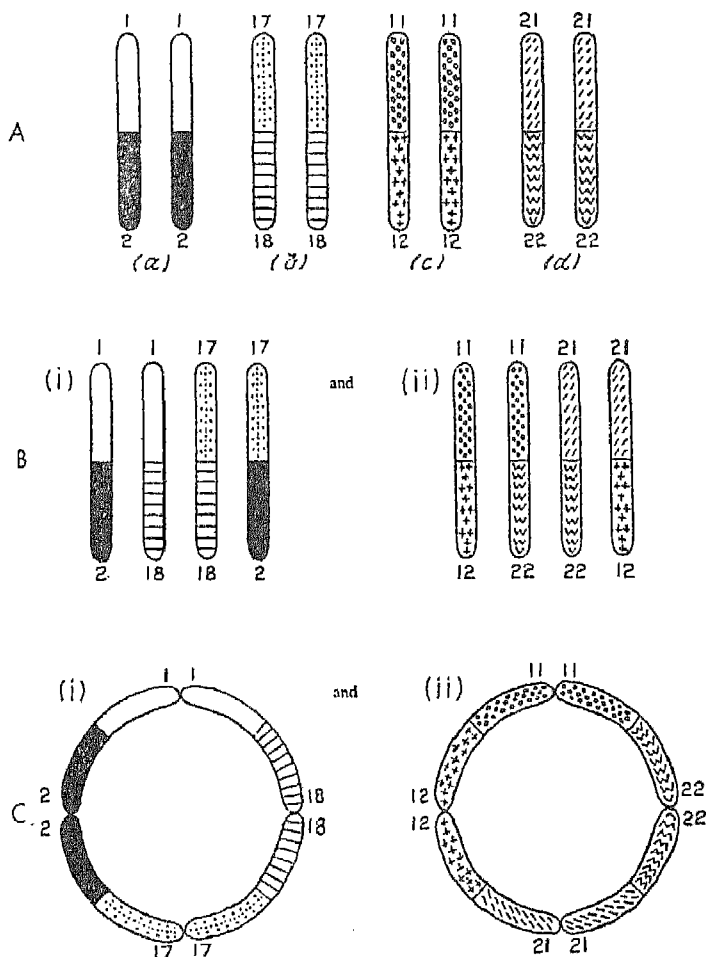 1 1 17 17 11 11 21 21
A
2 2 18 18 12 12 22 22
(a) (b) (c) (d)
1 1 17 17 11 11 21 21
(i) and (ii)
B
2 18 18 2 12 22 22 12
(i) 1 1 and (ii) 11 11
2 18 12 22
C 2 18 12 22
17 17 21 21